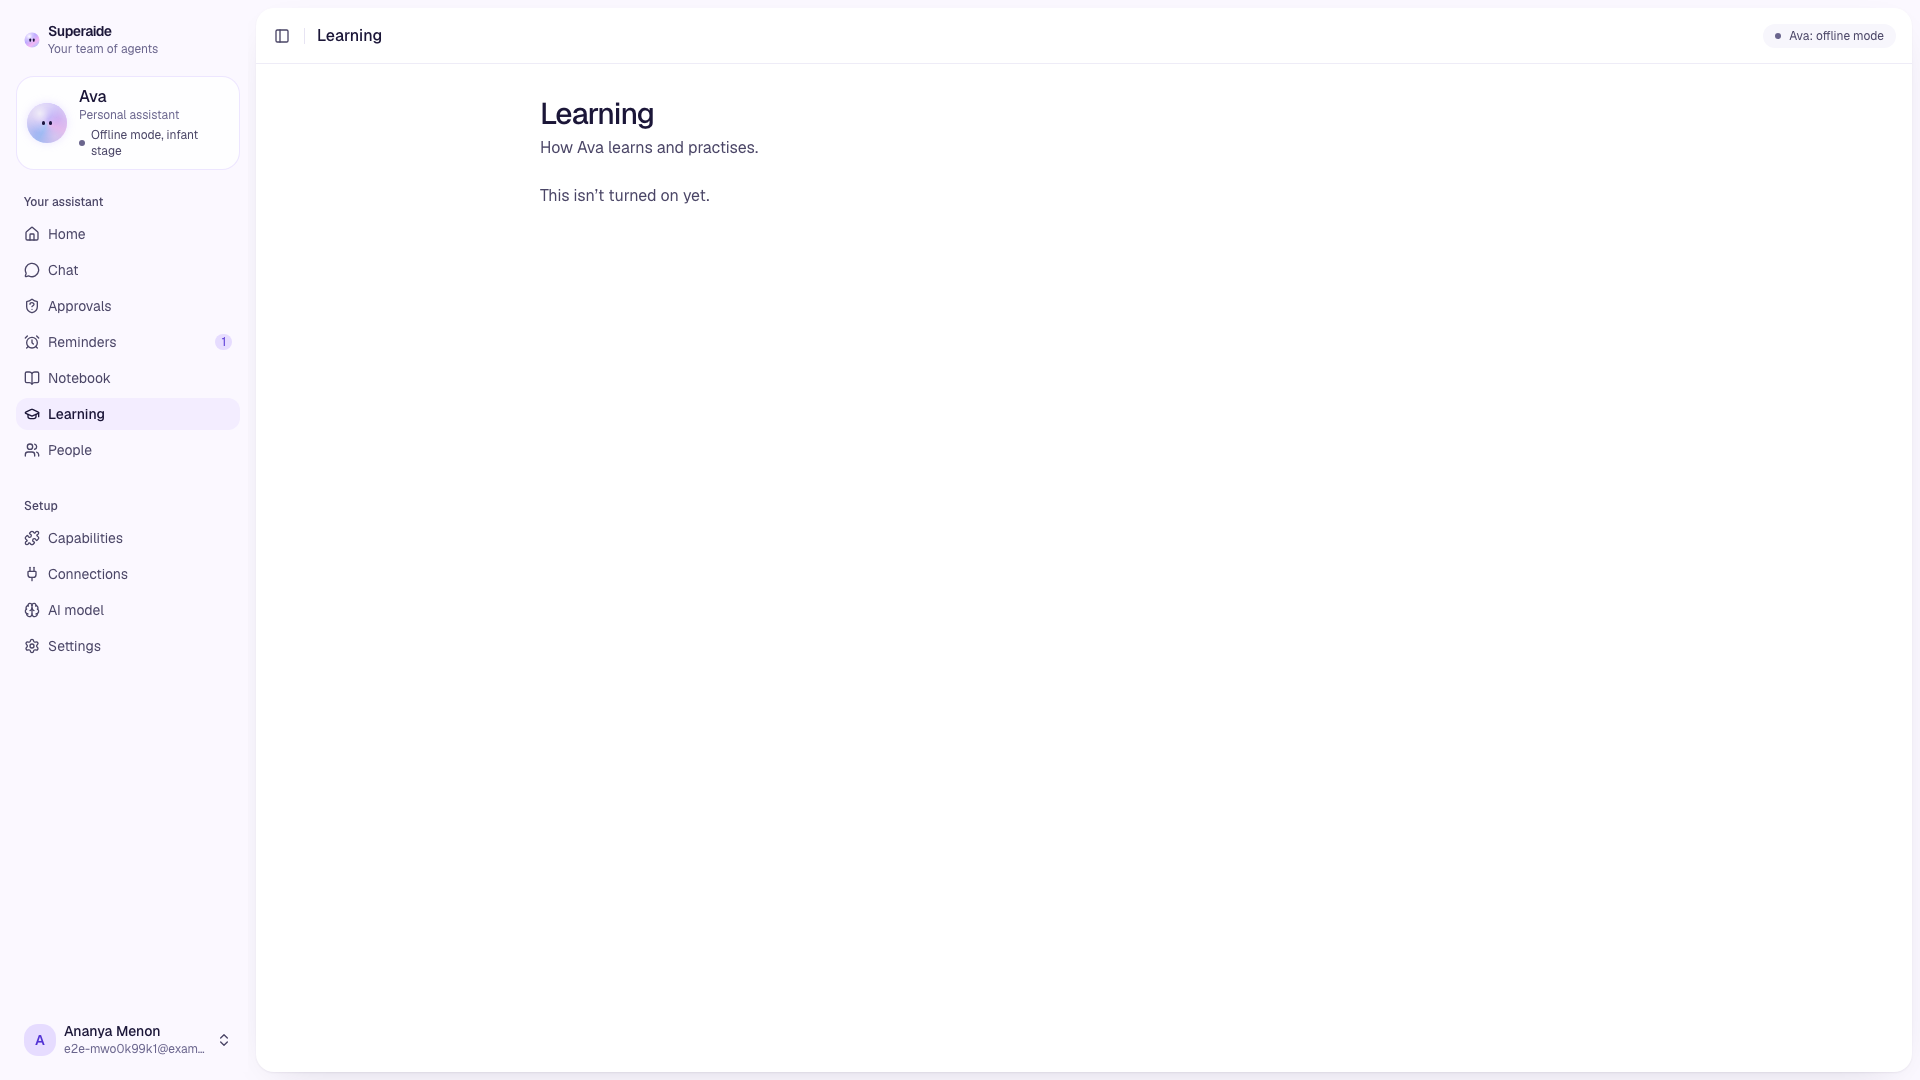 Superaide
Your team of agents
Ava
Personal assistant
Offline mode, infant
stage
Your assistant
Home
Chat
Approvals
Reminders 1
Notebook
Learning
People
Setup
Capabilities
Connections
AI model
Settings
A
Ananya Menon
e2e-mwo0k99k1@exam…
Learning
Ava: offline mode
Learning
How Ava learns and practises.
This isn’t turned on yet.